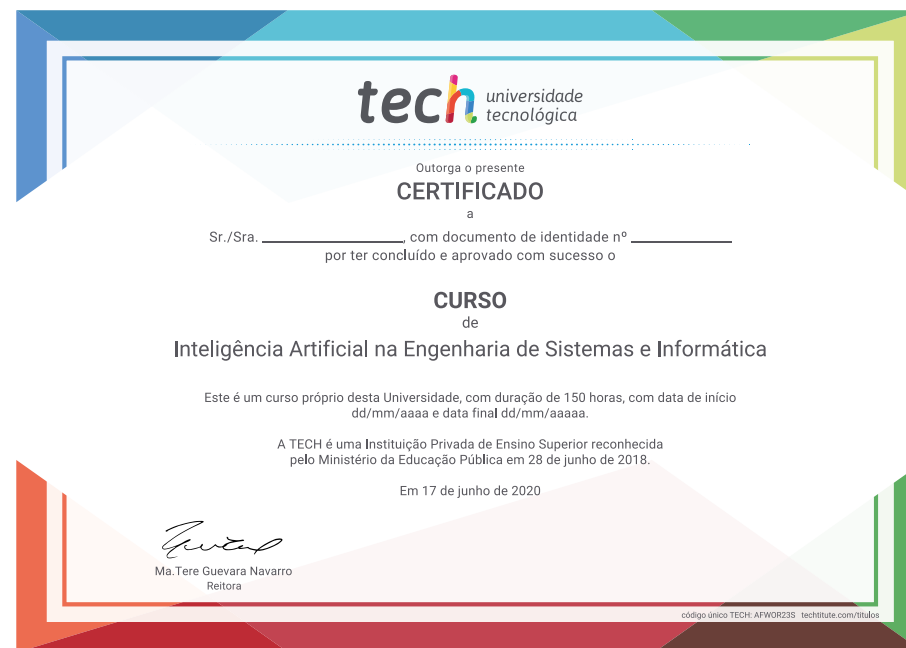 tech universidade
tecnológica
Outorga o presente
CERTIFICADO
a
Sr./Sra. ____________, com documento de identidade nº ____________
por ter concluído e aprovado com sucesso o
CURSO
de
Inteligência Artificial na Engenharia de Sistemas e Informática
Este é um curso próprio desta Universidade, com duração de 150 horas, com data de início
dd/mm/aaaa e data final dd/mm/aaaaa.
A TECH é uma Instituição Privada de Ensino Superior reconhecida
pelo Ministério da Educação Pública em 28 de junho de 2018.
Em 17 de junho de 2020
Ma.Tere Guevara Navarro
Reitora
código único TECH: AFWOR23S techtitute.com/titulos